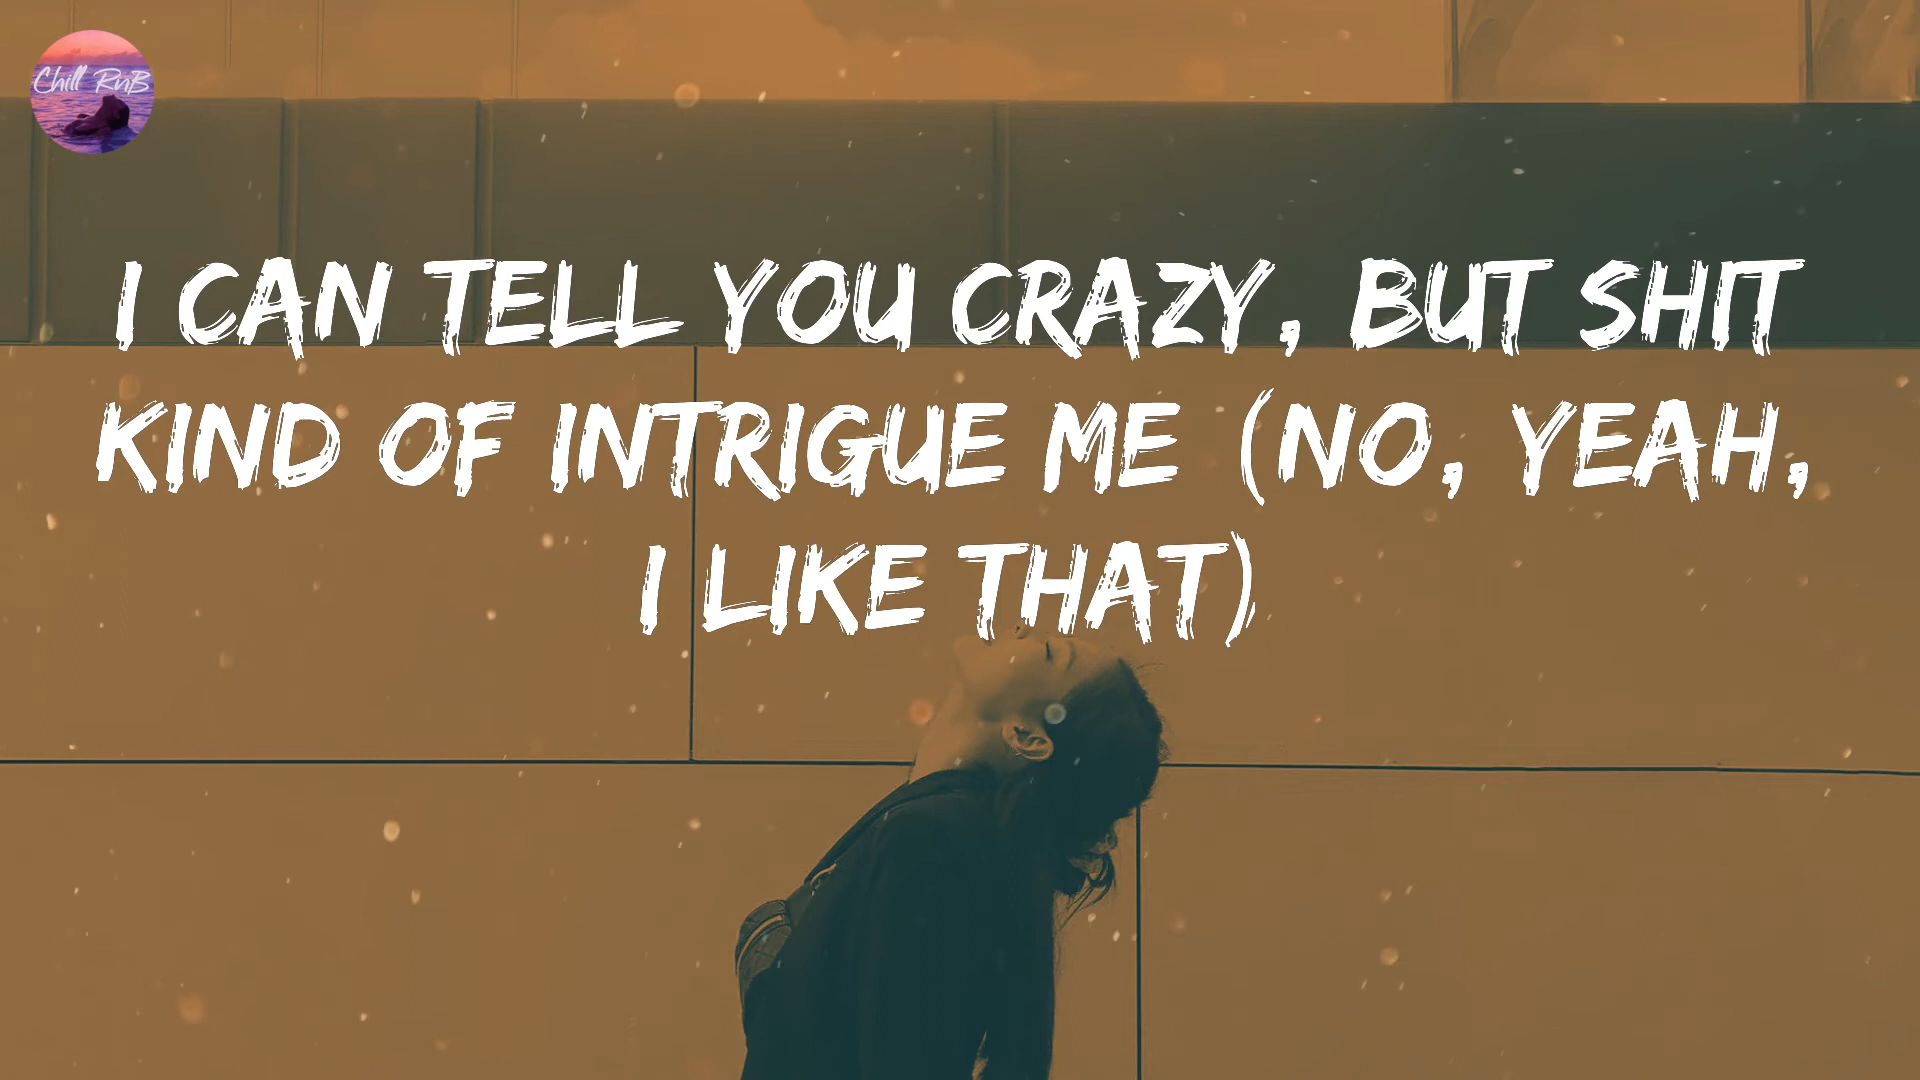 Chill RnB
I CAN TELL YOU CRAZY, BUT SHIT
KIND OF INTRIGUE ME (NO, YEAH,
I LIKE THAT)